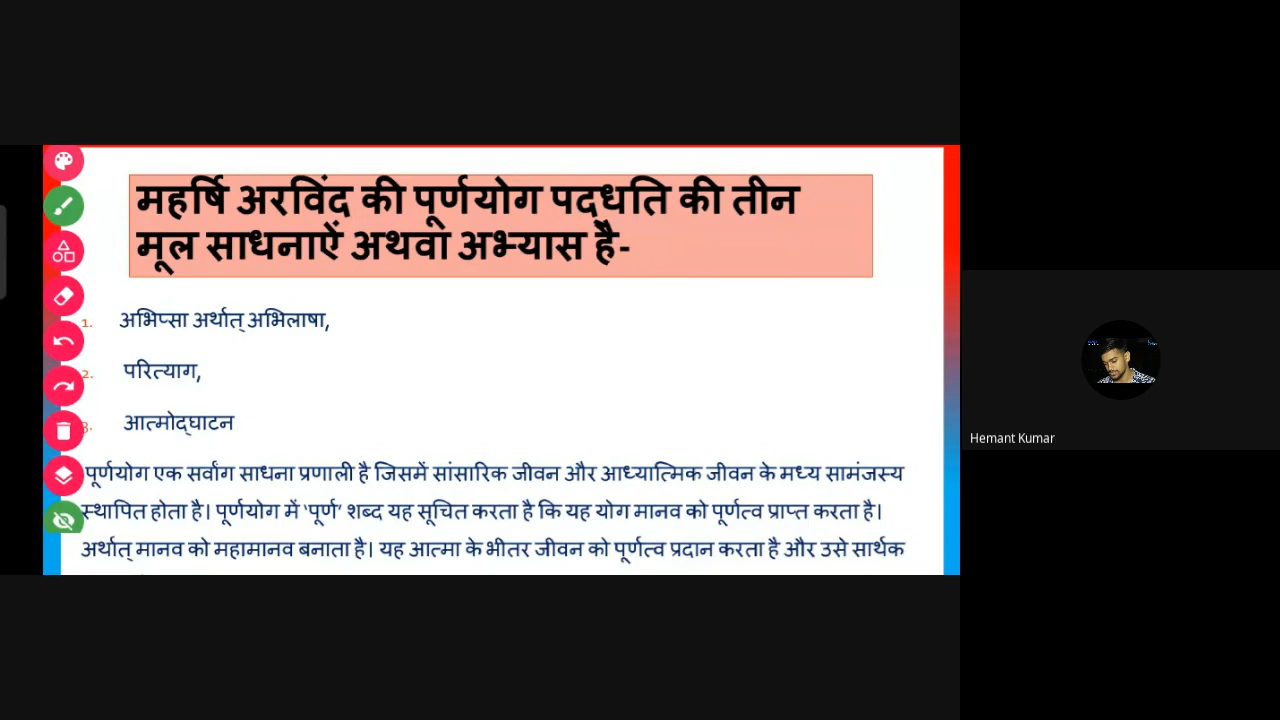 महर्षि अरविंद की पूर्णयोग पद्धति की तीन
मूल साधनाऐं अथवा अभ्यास है-
1. अभिप्सा अर्थात् अभिलाषा,
2. परित्याग,
3. आत्मोद्घाटन
पूर्णयोग एक सर्वांग साधना प्रणाली है जिसमें सांसारिक जीवन और आध्यात्मिक जीवन के मध्य सामंजस्य
स्थापित होता है। पूर्णयोग में 'पूर्ण' शब्द यह सूचित करता है कि यह योग मानव को पूर्णत्व प्राप्त करता है।
अर्थात् मानव को महामानव बनाता है। यह आत्मा के भीतर जीवन को पूर्णत्व प्रदान करता है और उसे सार्थक
Hemant Kumar